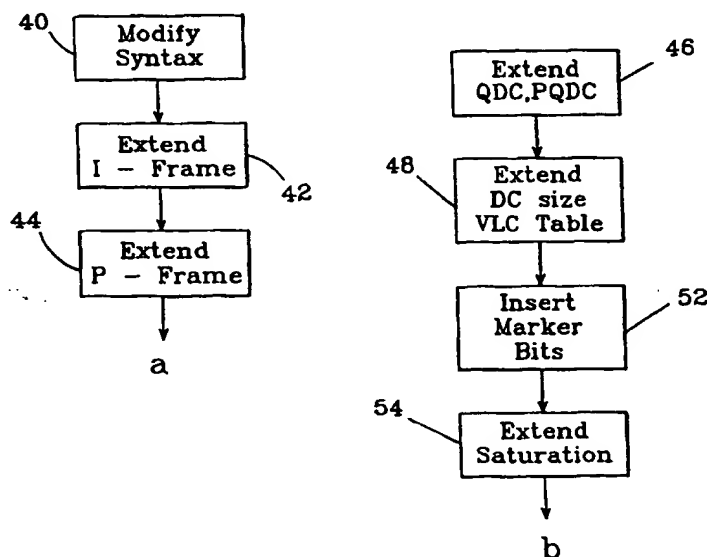 40
Modify
Syntax
Extend
I - Frame
42
44
Extend
P - Frame
a
46
Extend
QDC,PQDC
48
Extend
DC size
VLC Table
Insert
Marker
Bits
52
54
Extend
Saturation
b